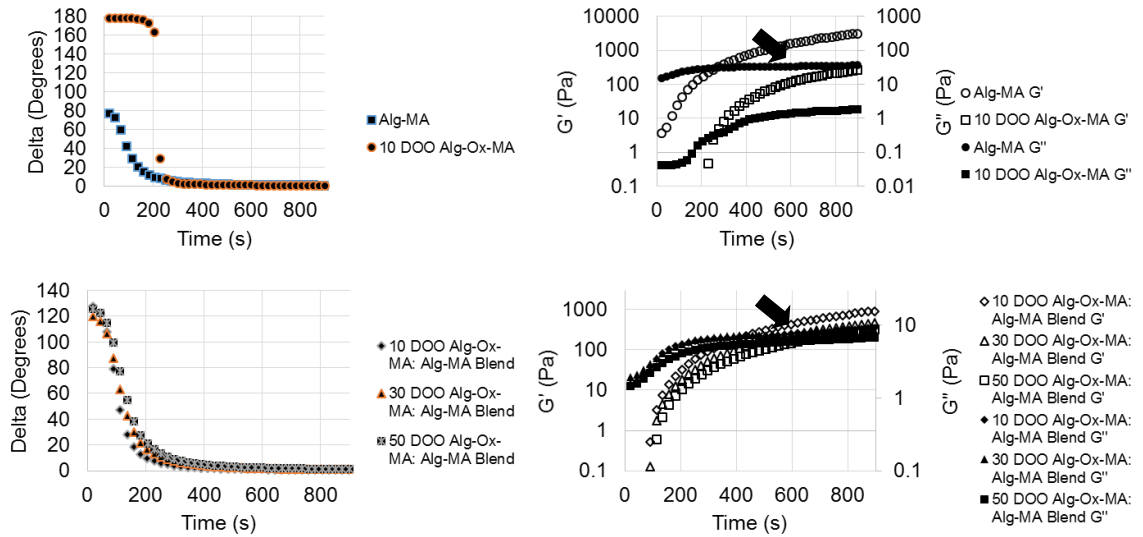 180
160
140
120
100
80
60
40
20
0
Delta (Degrees)
0 200 400 600 800
Time (s)
Alg-MA
10 DOO Alg-Ox-MA
10000
1000
100
10
1
0.1
G' (Pa)
1000
100
10
1
0.1
0.01
G'' (Pa)
0 200 400 600 800
Time (s)
Alg-MA G'
10 DOO Alg-Ox-MA G'
Alg-MA G''
10 DOO Alg-Ox-MA G''
140
120
100
80
60
40
20
0
Delta (Degrees)
0 200 400 600 800
Time (s)
10 DOO Alg-Ox-
MA: Alg-MA Blend
30 DOO Alg-Ox-
MA: Alg-MA Blend
50 DOO Alg-Ox-
MA: Alg-MA Blend
1000
100
10
1
0.1
G' (Pa)
10
1
0.1
G'' (Pa)
0 200 400 600 800
Time (s)
10 DOO Alg-Ox-MA:
Alg-MA Blend G'
30 DOO Alg-Ox-MA:
Alg-MA Blend G'
50 DOO Alg-Ox-MA:
Alg-MA Blend G'
10 DOO Alg-Ox-MA:
Alg-MA Blend G''
30 DOO Alg-Ox-MA:
Alg-MA Blend G''
50 DOO Alg-Ox-MA:
Alg-MA Blend G''